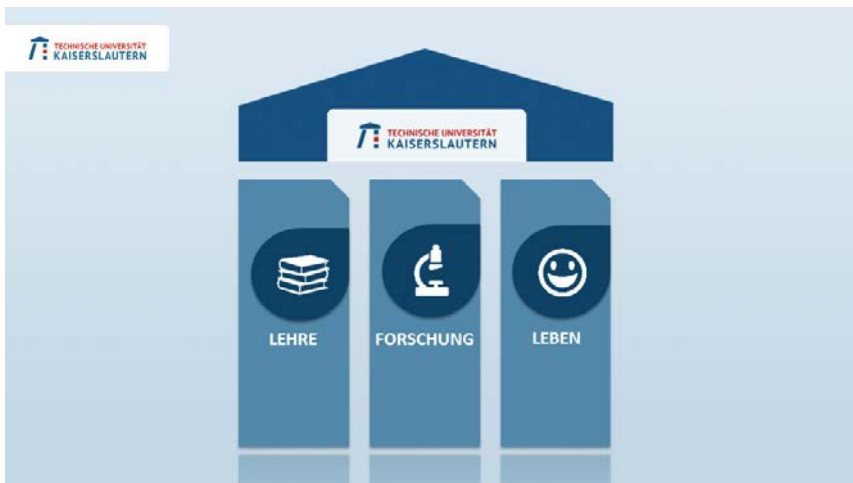 TECHNISCHE UNIVERSITÄT
KAISERSLAUTERN
TECHNISCHE UNIVERSITÄT
KAISERSLAUTERN
LEHRE
FORSCHUNG
LEBEN